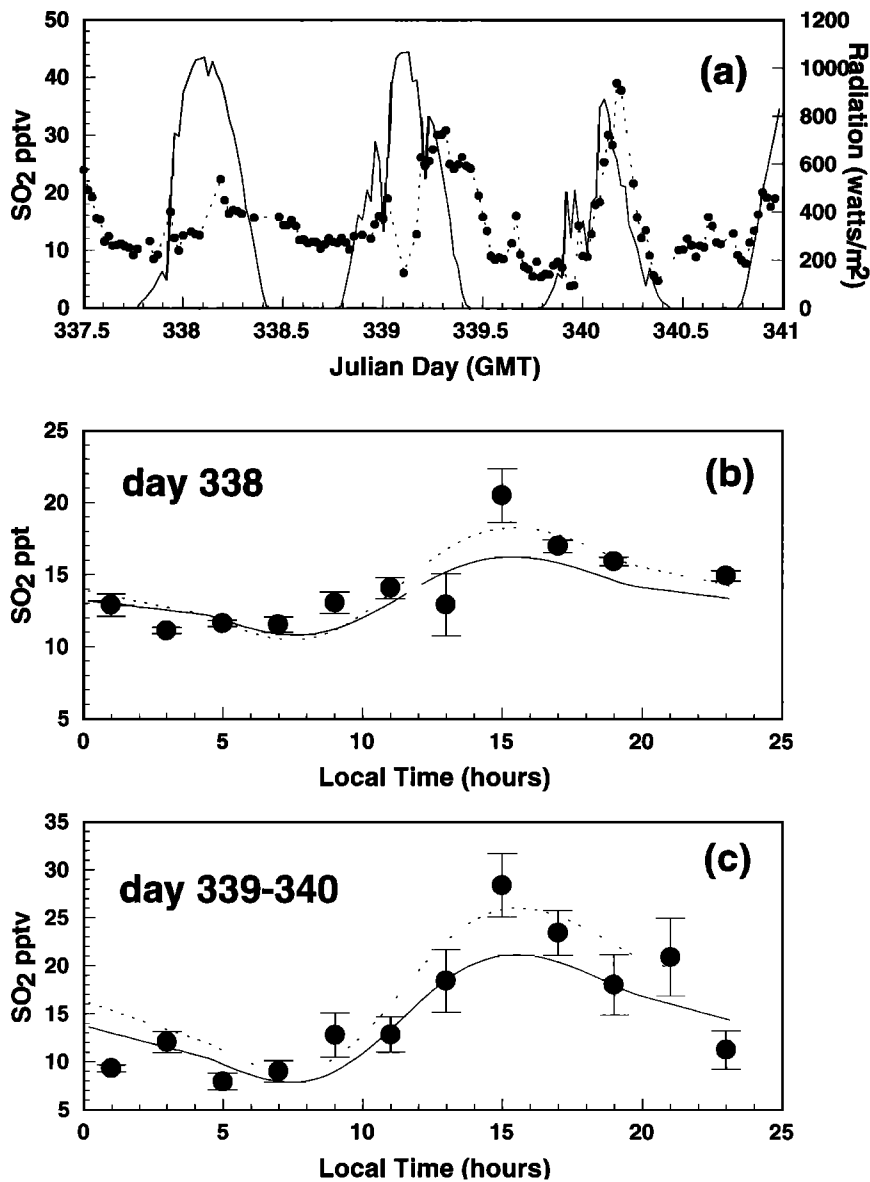 50
40
30
20
10
0
SO2 pptv
(a)
1200
1000
800
600
400
200
0
Radiation (watts/m2)
337.5 338 338.5 339 339.5 340 340.5 341
Julian Day (GMT)
25
20
15
10
5
SO2 ppt
day 338
(b)
0 5 10 15 20 25
Local Time (hours)
35
30
25
20
15
10
5
SO2 pptv
day 339-340
(c)
0 5 10 15 20 25
Local Time (hours)